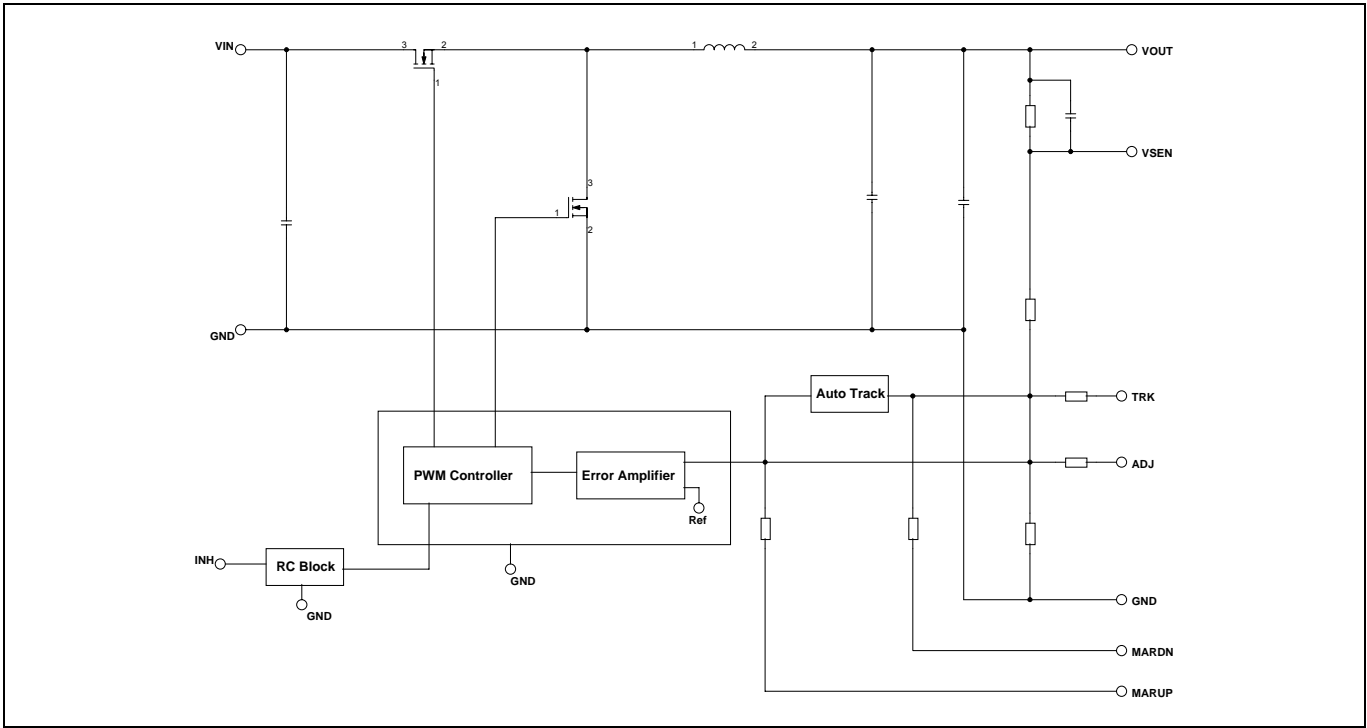 VIN
3
2
1
1
2
VOUT
VSEN
3
1
2
GND
Auto Track
TRK
PWM Controller
Error Amplifier
ADJ
Ref
INH
RC Block
GND
GND
GND
MARDN
MARUP